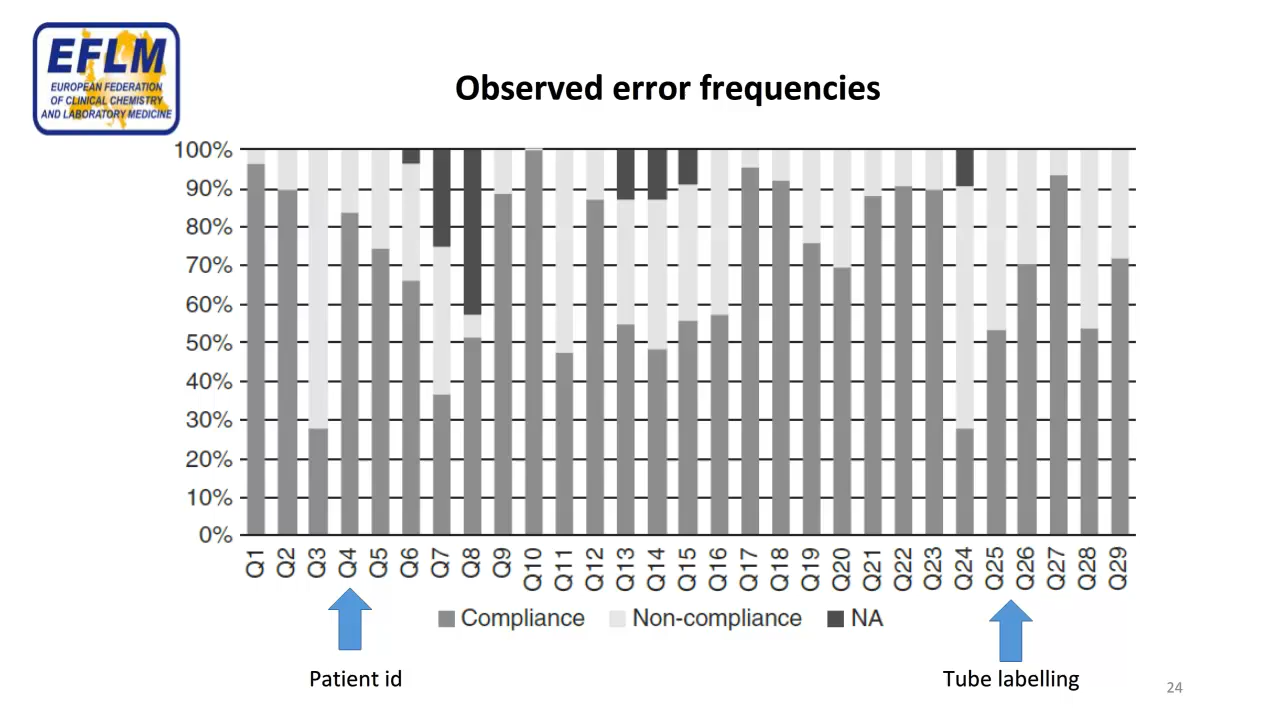 EFLM
EUROPEAN FEDERATION
OF CLINICAL CHEMISTRY
AND LABORATORY MEDICINE
Observed error frequencies
100%
90%
80%
70%
60%
50%
40%
30%
20%
10%
0%
Q1 Q2 Q3 Q4 Q5 Q6 Q7 Q8 Q9 Q10 Q11 Q12 Q13 Q14 Q15 Q16 Q17 Q18 Q19 Q20 Q21 Q22 Q23 Q24 Q25 Q26 Q27 Q28 Q29
Compliance Non-compliance NA
Patient id Tube labelling
24